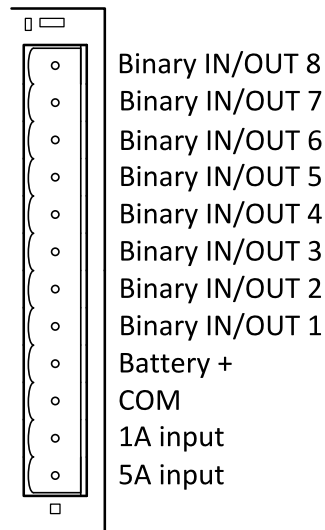 Binary IN/OUT 8
Binary IN/OUT 7
Binary IN/OUT 6
Binary IN/OUT 5
Binary IN/OUT 4
Binary IN/OUT 3
Binary IN/OUT 2
Binary IN/OUT 1
Battery +
COM
1A input
5A input